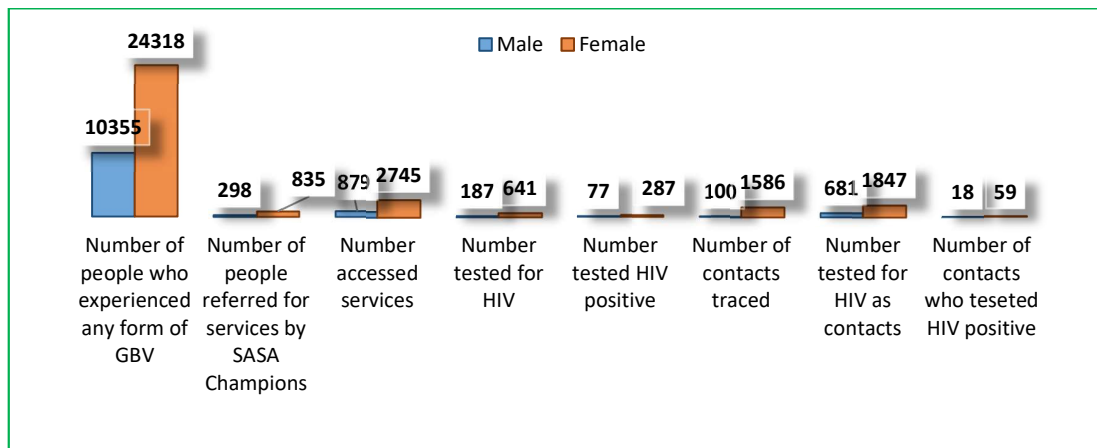 Male Female
10355 24318
298 835
879 2745
187 641
77 287
100 1586
681 1847
18 59
Number of
people who
experienced
any form of
GBV
Number of
people
referred for
services by
SASA
Champions
Number
accessed
services
Number
tested for
HIV
Number
tested HIV
positive
Number of
contacts
traced
Number
tested for
HIV as
contacts
Number of
contacts
who teseted
HIV positive